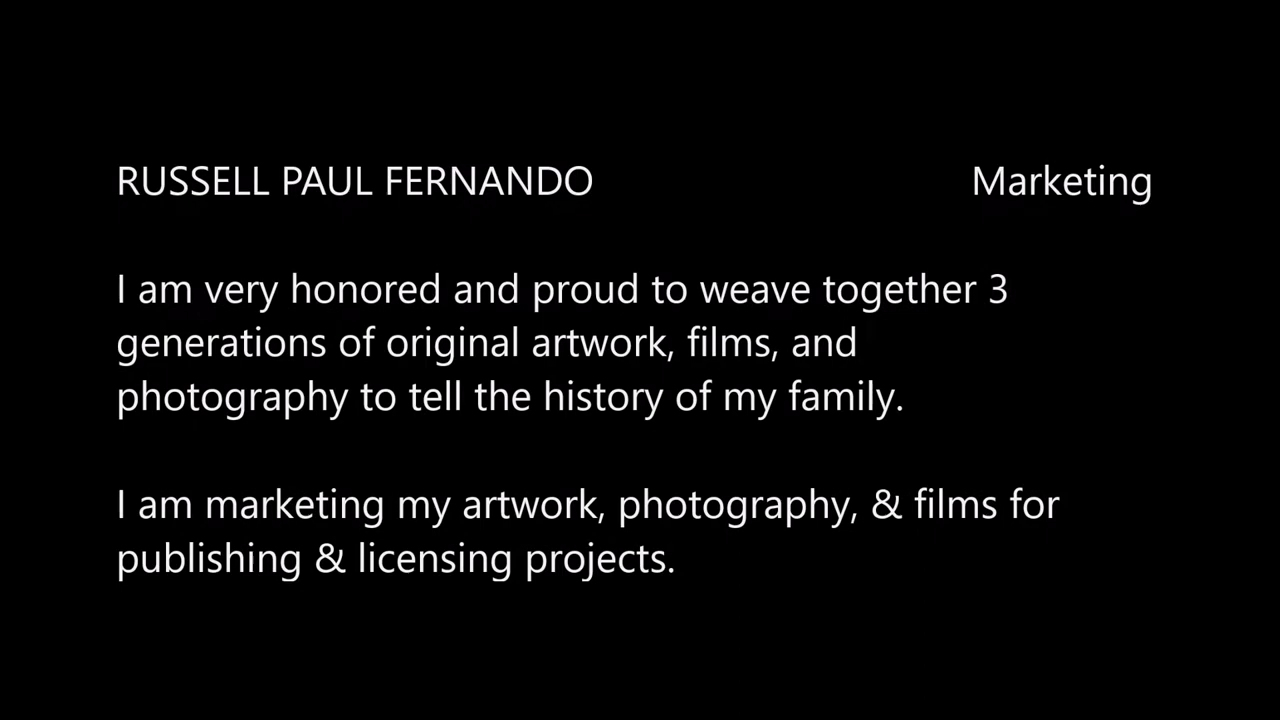 RUSSELL PAUL FERNANDO Marketing
I am very honored and proud to weave together 3
generations of original artwork, films, and
photography to tell the history of my family.
I am marketing my artwork, photography, & films for
publishing & licensing projects.